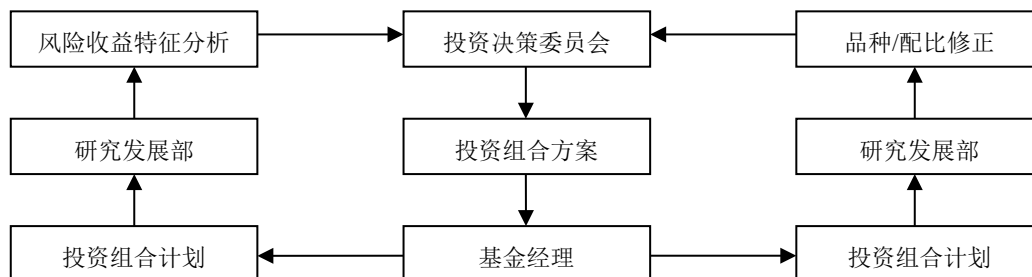 风险收益特征分析
投资决策委员会
品种/配比修正
研究发展部
投资组合方案
研究发展部
投资组合计划
基金经理
投资组合计划